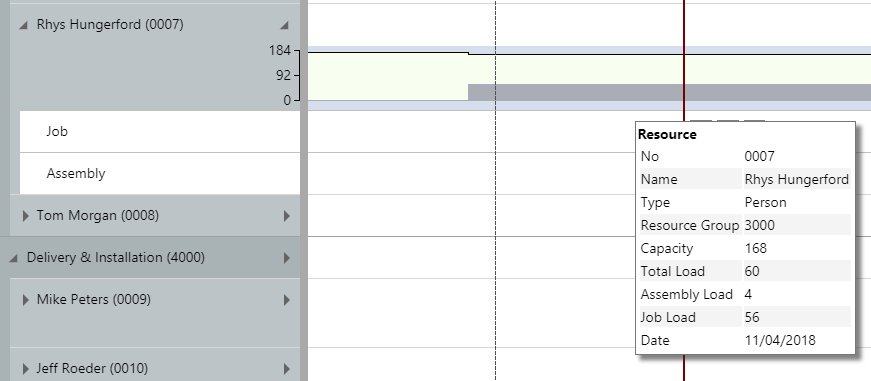 Rhys Hungerford (0007)
184
92
0
Job
Assembly
Tom Morgan (0008)
Delivery & Installation (4000)
Mike Peters (0009)
Jeff Roeder (0010)
Resource
No 0007
Name Rhys Hungerford
Type Person
Resource Group 3000
Capacity 168
Total Load 60
Assembly Load 4
Job Load 56
Date 11/04/2018